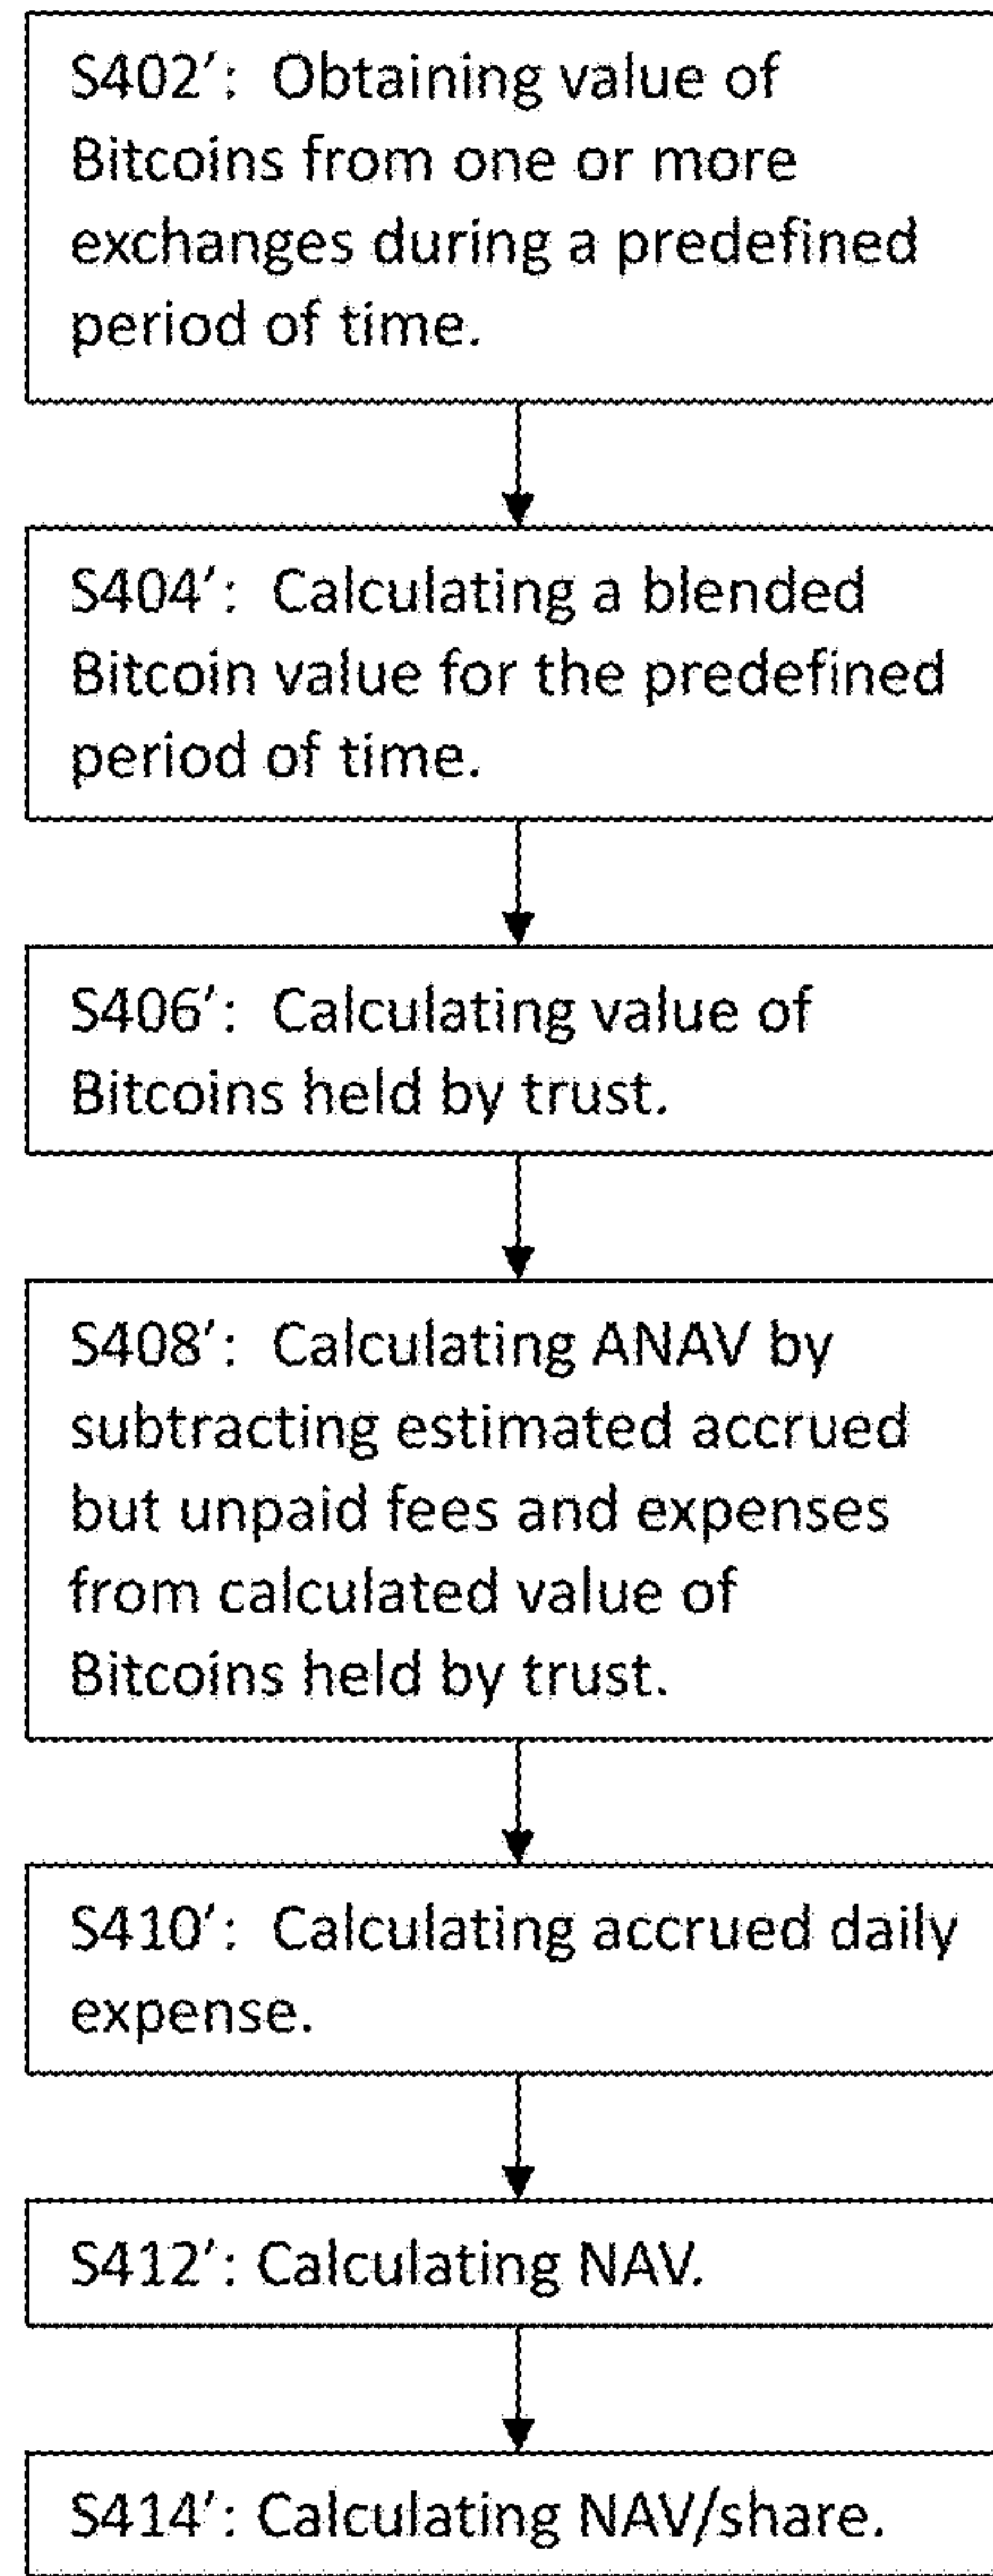 S402′:  Obtaining value of
Bitcoins from one or more
exchanges during a predefined
period of time.
S404′:  Calculating a blended
Bitcoin value for the predefined
period of time.
S406′:  Calculating value of
Bitcoins held by trust.
S408′:  Calculating ANAV by
subtracting estimated accrued
but unpaid fees and expenses
from calculated value of
Bitcoins held by trust.
S410′:  Calculating accrued daily
expense.
S412′: Calculating NAV.
S414′: Calculating NAV/share.